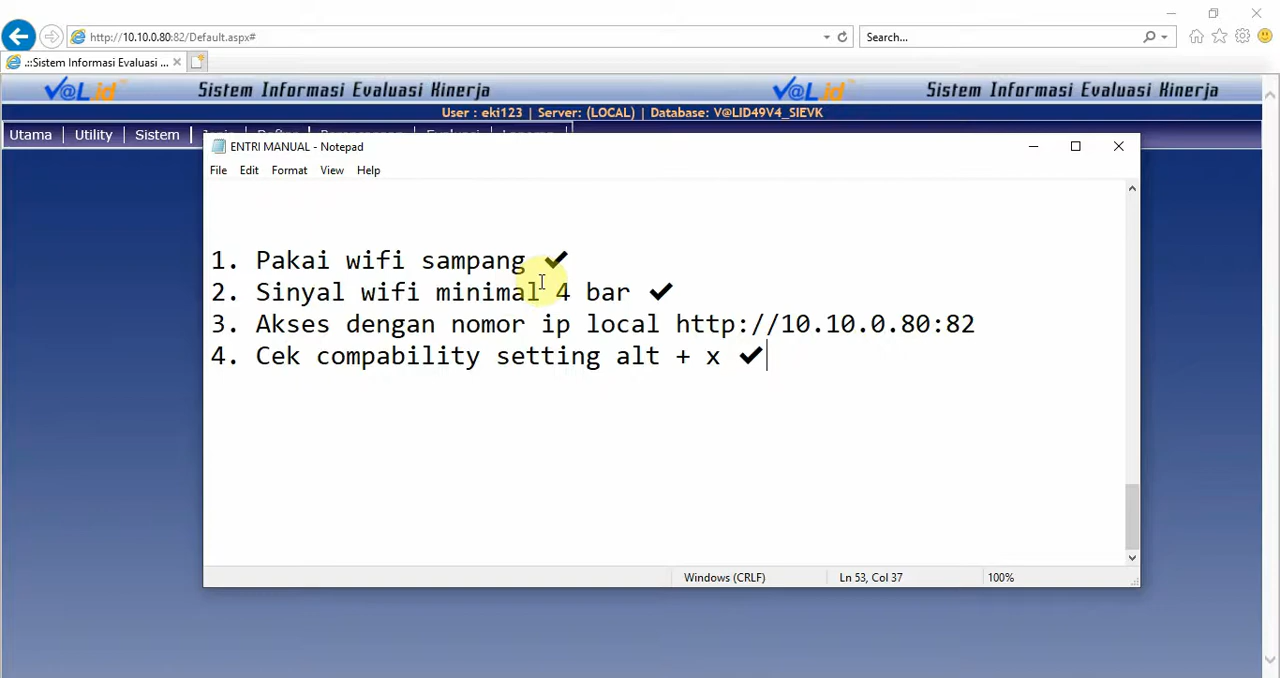 http://10.10.0.80:82/Default.aspx#
Search...
.::Sistem Informasi Evaluasi ...
V@L.id Sistem Informasi Evaluasi Kinerja V@L.id Sistem Informasi Evaluasi Kinerja
User : eki123 | Server: (LOCAL) | Database: V@LID49V4_SIEVK
Utama | Utility | Sistem |
ENTRI MANUAL - Notepad
File Edit Format View Help
1. Pakai wifi sampang ✔
2. Sinyal wifi minimal 4 bar ✔
3. Akses dengan nomor ip local http://10.10.0.80:82
4. Cek compability setting alt + x ✔
Windows (CRLF) Ln 53, Col 37 100%